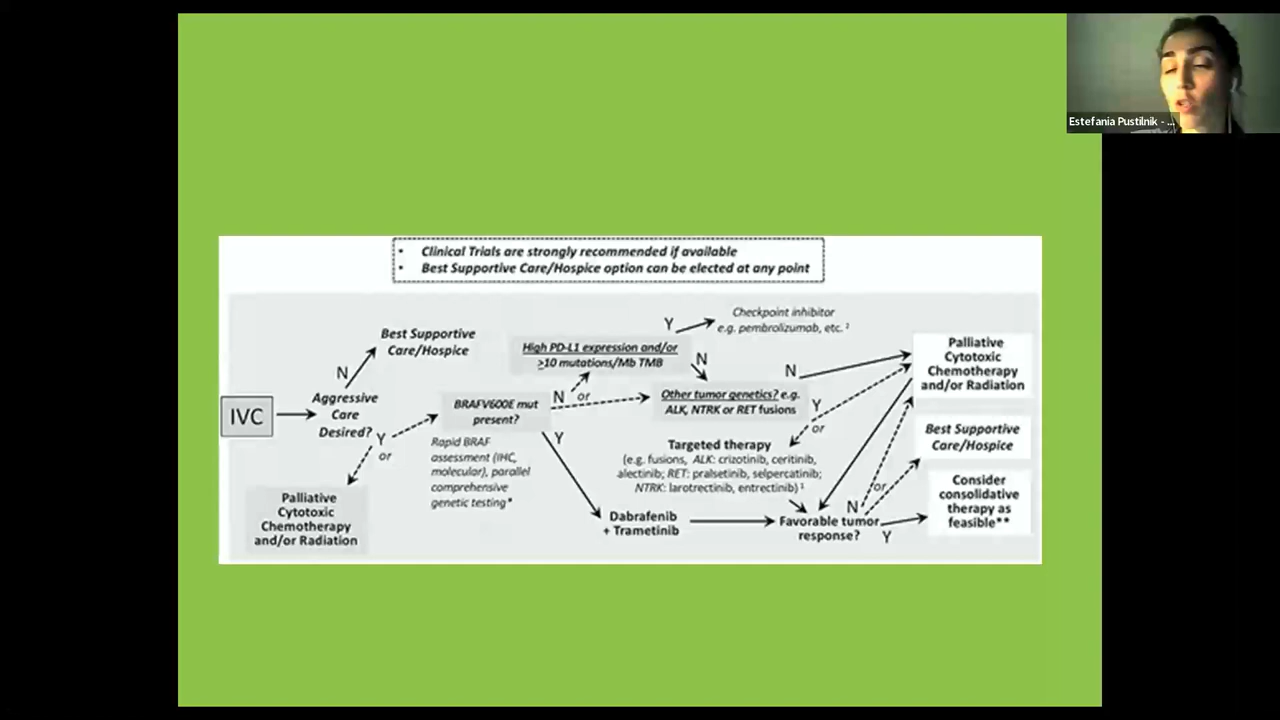 Estefania Pustilnik - ...
• Clinical Trials are strongly recommended if available
• Best Supportive Care/Hospice option can be elected at any point
IVC
Aggressive
Care
Desired?
N
Best Supportive
Care/Hospice
Y
or
Palliative
Cytotoxic
Chemotherapy
and/or Radiation
BRAFV600E mut
present?
Rapid BRAF
assessment (IHC,
molecular), parallel
comprehensive
genetic testing*
N
or
Y
High PD-L1 expression and/or
>10 mutations/Mb TMB
Y
Checkpoint inhibitor
e.g. pembrolizumab, etc. ‡
N
Other tumor genetics? e.g.
ALK, NTRK or RET fusions
N
Y
or
Targeted therapy
(e.g. fusions, ALK: crizotinib, ceritinib,
alectinib; RET: pralsetinib, selpercatinib;
NTRK: larotrectinib, entrectinib)‡
Dabrafenib
+ Trametinib
Favorable tumor
response?
N
or
Y
Palliative
Cytotoxic
Chemotherapy
and/or Radiation
Best Supportive
Care/Hospice
Consider
consolidative
therapy as
feasible**